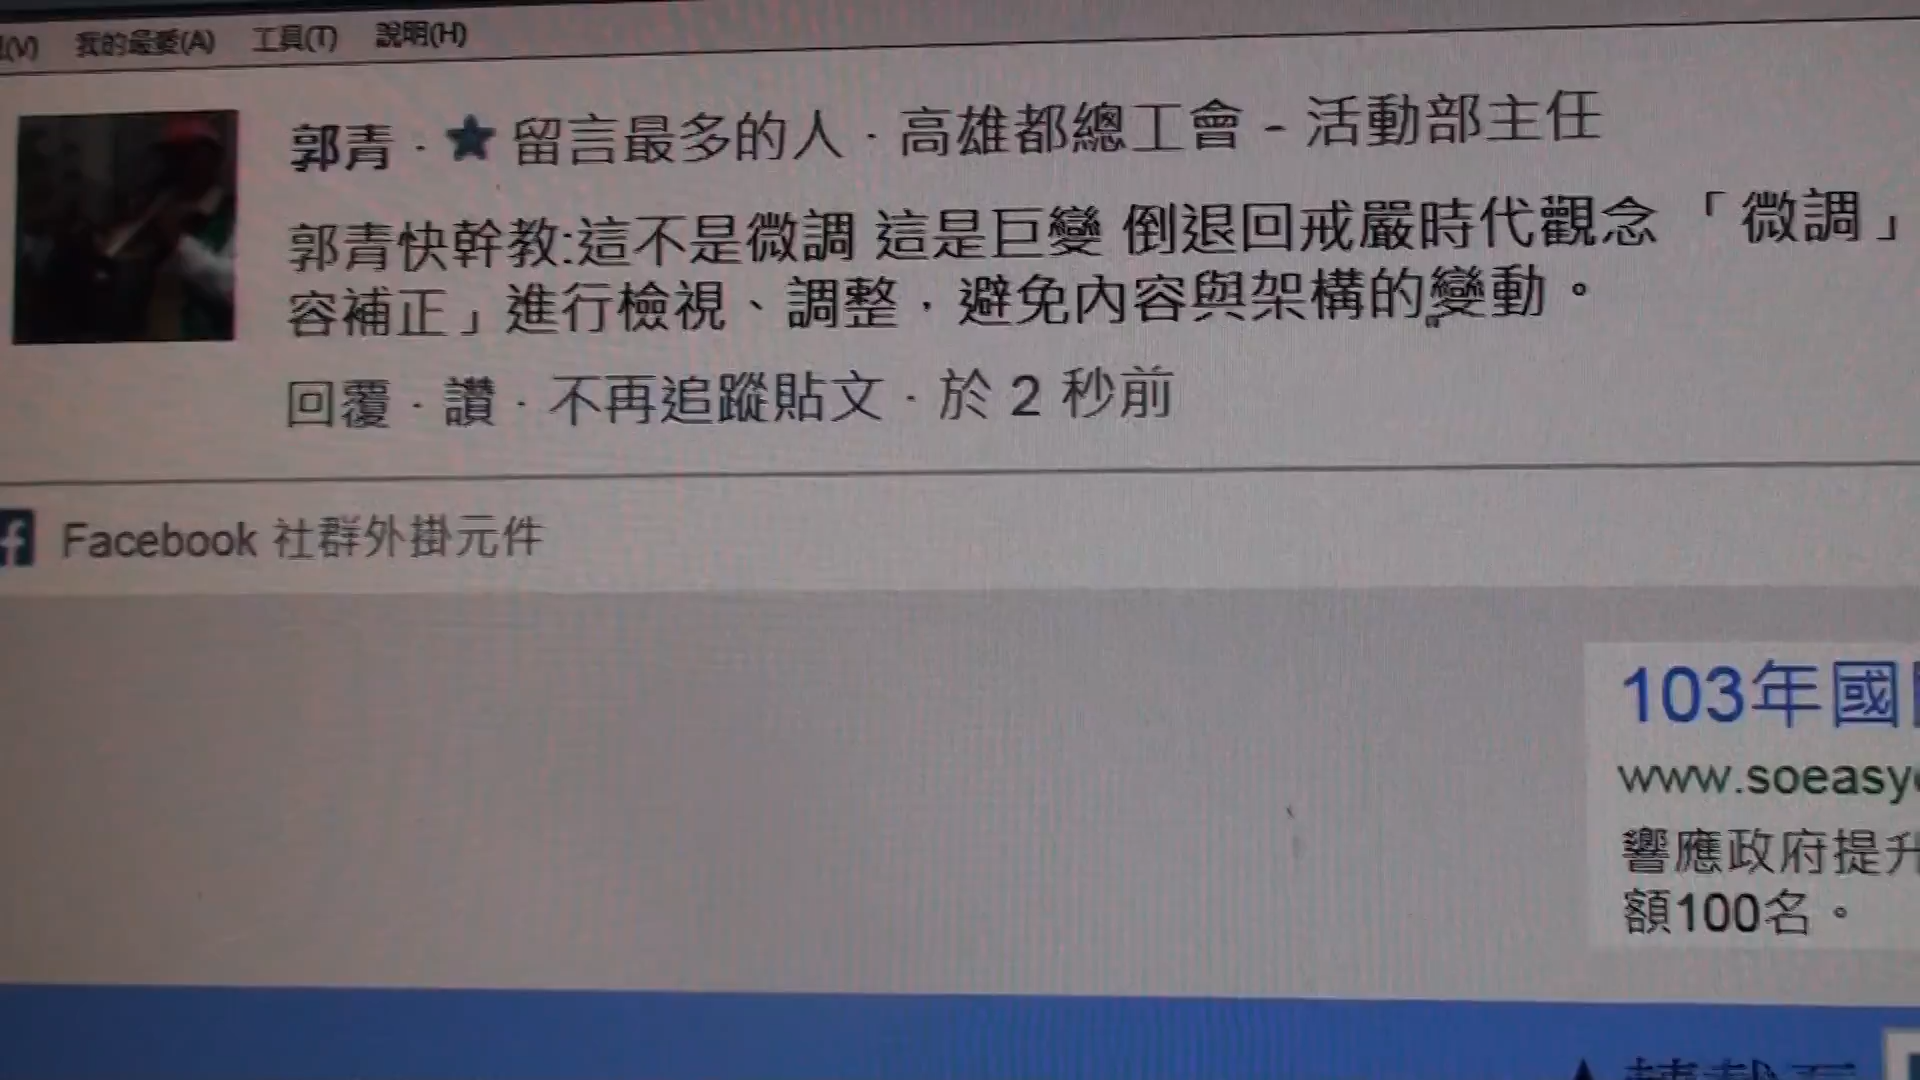 (V) 我的最愛(A) 工具(T) 說明(H)
郭青 · ★ 留言最多的人 · 高雄都總工會 - 活動部主任
郭青快幹教:這不是微調 這是巨變 倒退回戒嚴時代觀念 「微調」
容補正」進行檢視、調整，避免內容與架構的變動。
回覆 · 讚 · 不再追蹤貼文 · 於 2 秒前
f Facebook 社群外掛元件
103年國
www.soeasy
響應政府提升
額100名。